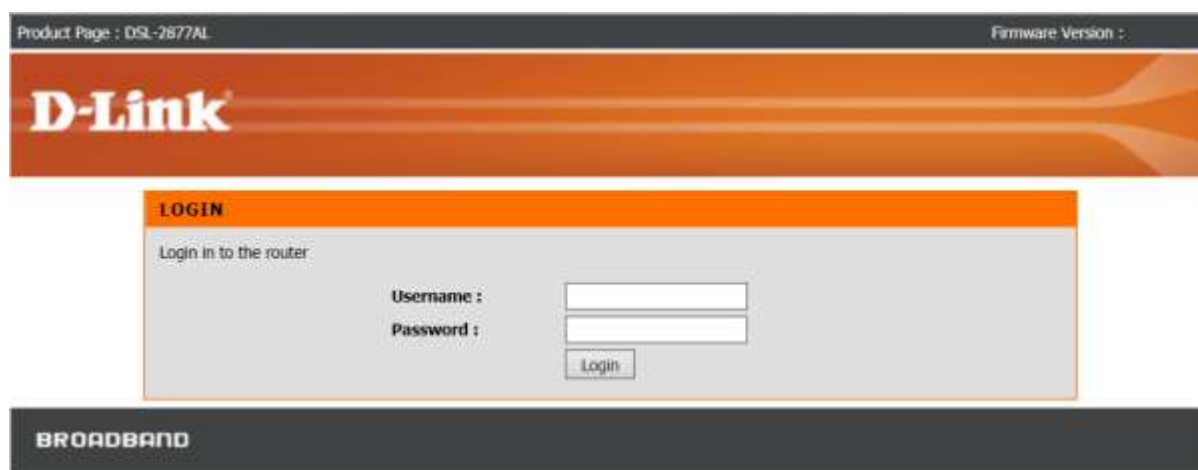 Product Page : DSL-2877AL Firmware Version :
D-Link
LOGIN
Login in to the router
Username :
Password :
Login
BROADBAND